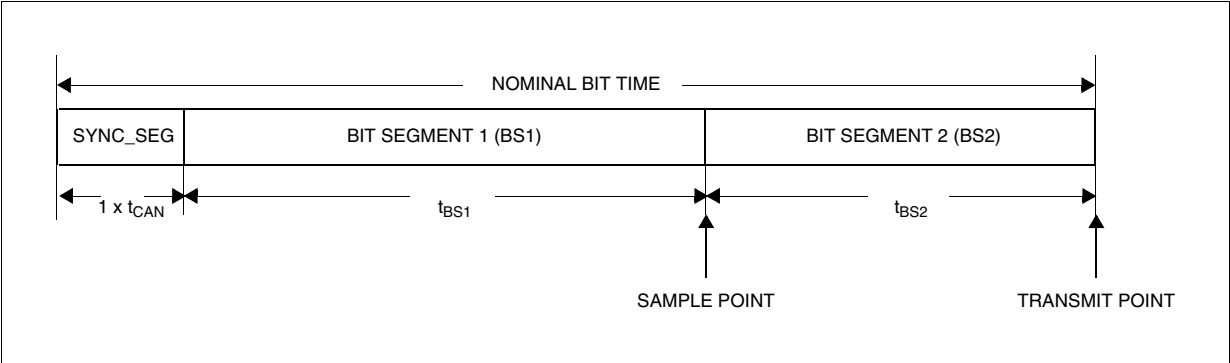 NOMINAL BIT TIME
SYNC_SEG
BIT SEGMENT 1 (BS1)
BIT SEGMENT 2 (BS2)
1 x tCAN
tBS1
tBS2
SAMPLE POINT
TRANSMIT POINT